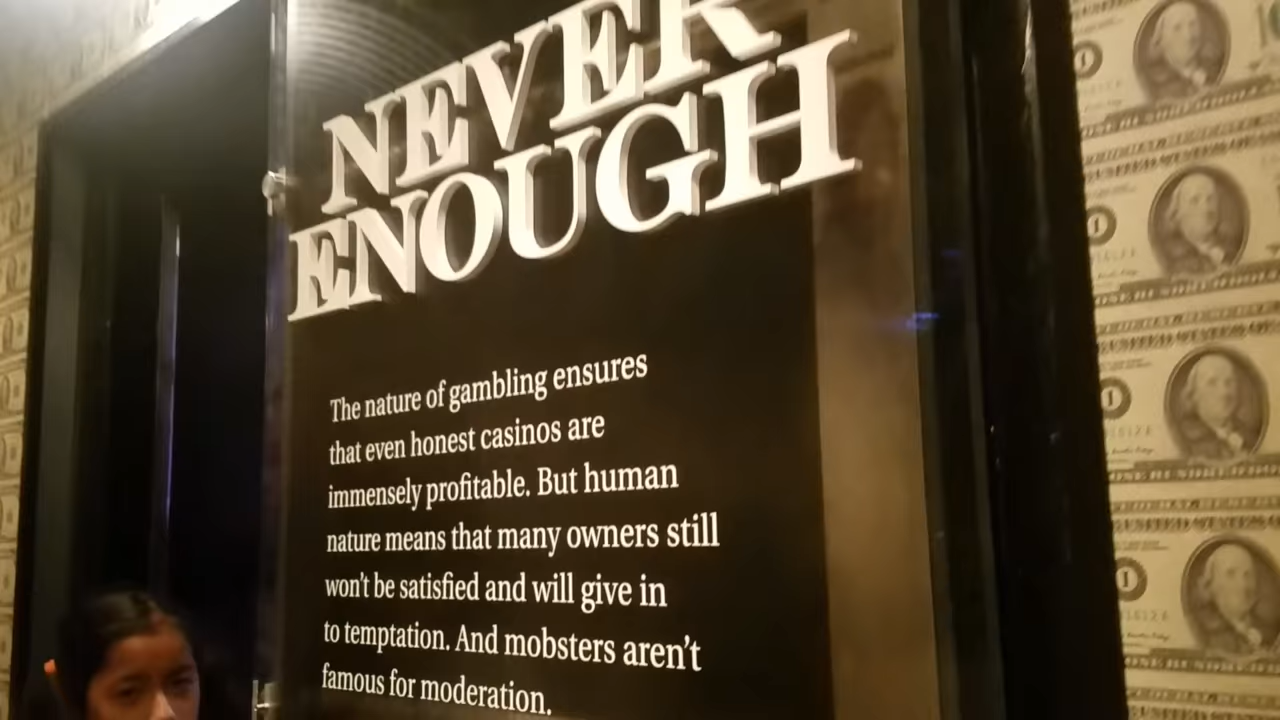 NEVER
ENOUGH
The nature of gambling ensures
that even honest casinos are
immensely profitable. But human
nature means that many owners still
won't be satisfied and will give in
to temptation. And mobsters aren't
famous for moderation.